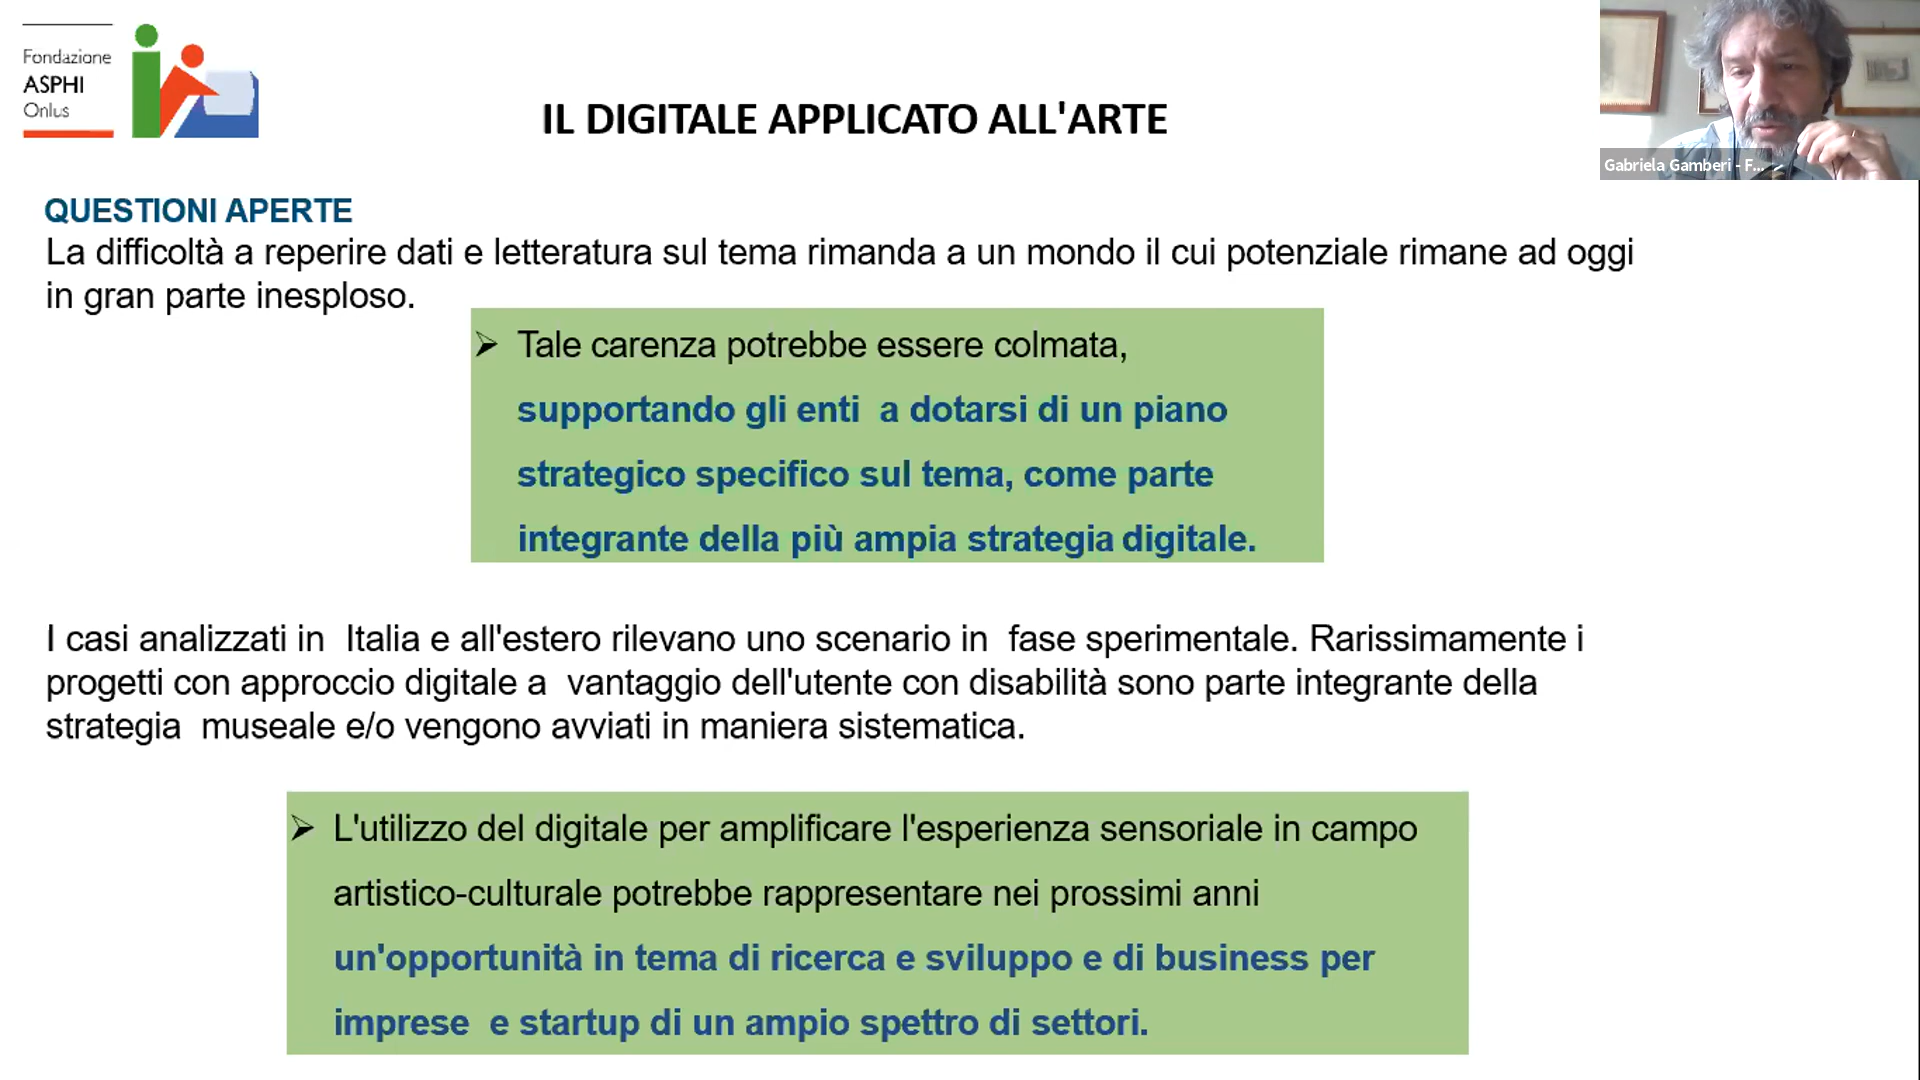 Fondazione
ASPHI
Onlus
IL DIGITALE APPLICATO ALL'ARTE
Gabriela Gamberi - F...
QUESTIONI APERTE
La difficoltà a reperire dati e letteratura sul tema rimanda a un mondo il cui potenziale rimane ad oggi
in gran parte inesploso.
➢ Tale carenza potrebbe essere colmata,
supportando gli enti a dotarsi di un piano
strategico specifico sul tema, come parte
integrante della più ampia strategia digitale.
I casi analizzati in Italia e all'estero rilevano uno scenario in fase sperimentale. Rarissimamente i
progetti con approccio digitale a vantaggio dell'utente con disabilità sono parte integrante della
strategia museale e/o vengono avviati in maniera sistematica.
➢ L'utilizzo del digitale per amplificare l'esperienza sensoriale in campo
artistico-culturale potrebbe rappresentare nei prossimi anni
un'opportunità in tema di ricerca e sviluppo e di business per
imprese e startup di un ampio spettro di settori.